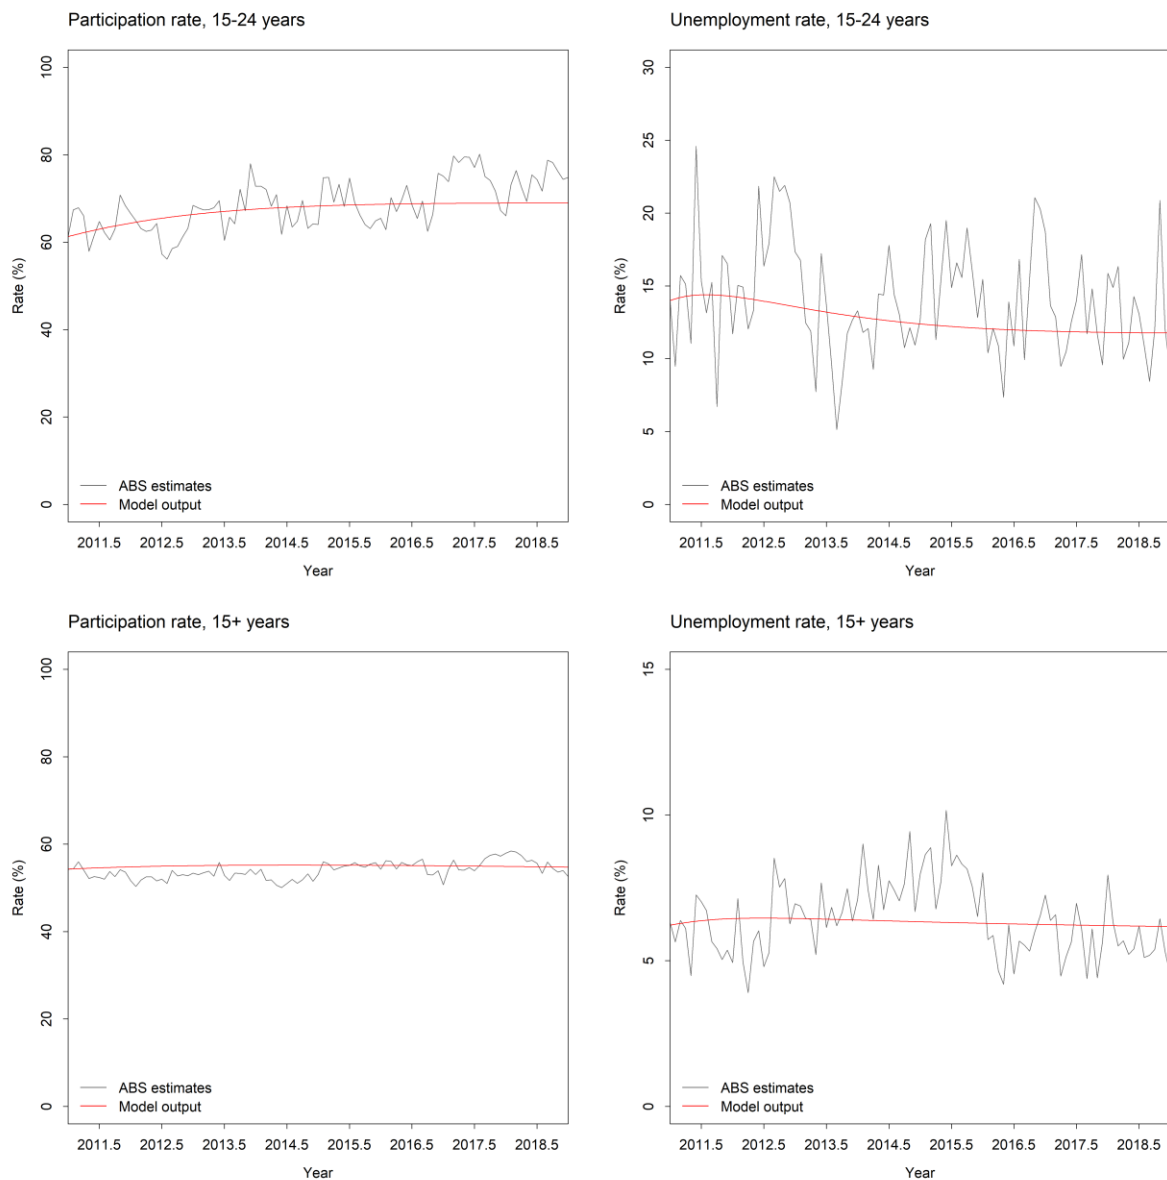 Participation rate, 15-24 years
Rate (%)
100
80
60
40
20
0
ABS estimates
Model output
2011.5 2012.5 2013.5 2014.5 2015.5 2016.5 2017.5 2018.5
Year
Unemployment rate, 15-24 years
Rate (%)
30
25
20
15
10
5
0
ABS estimates
Model output
2011.5 2012.5 2013.5 2014.5 2015.5 2016.5 2017.5 2018.5
Year
Participation rate, 15+ years
Rate (%)
100
80
60
40
20
0
ABS estimates
Model output
2011.5 2012.5 2013.5 2014.5 2015.5 2016.5 2017.5 2018.5
Year
Unemployment rate, 15+ years
Rate (%)
15
10
5
0
ABS estimates
Model output
2011.5 2012.5 2013.5 2014.5 2015.5 2016.5 2017.5 2018.5
Year